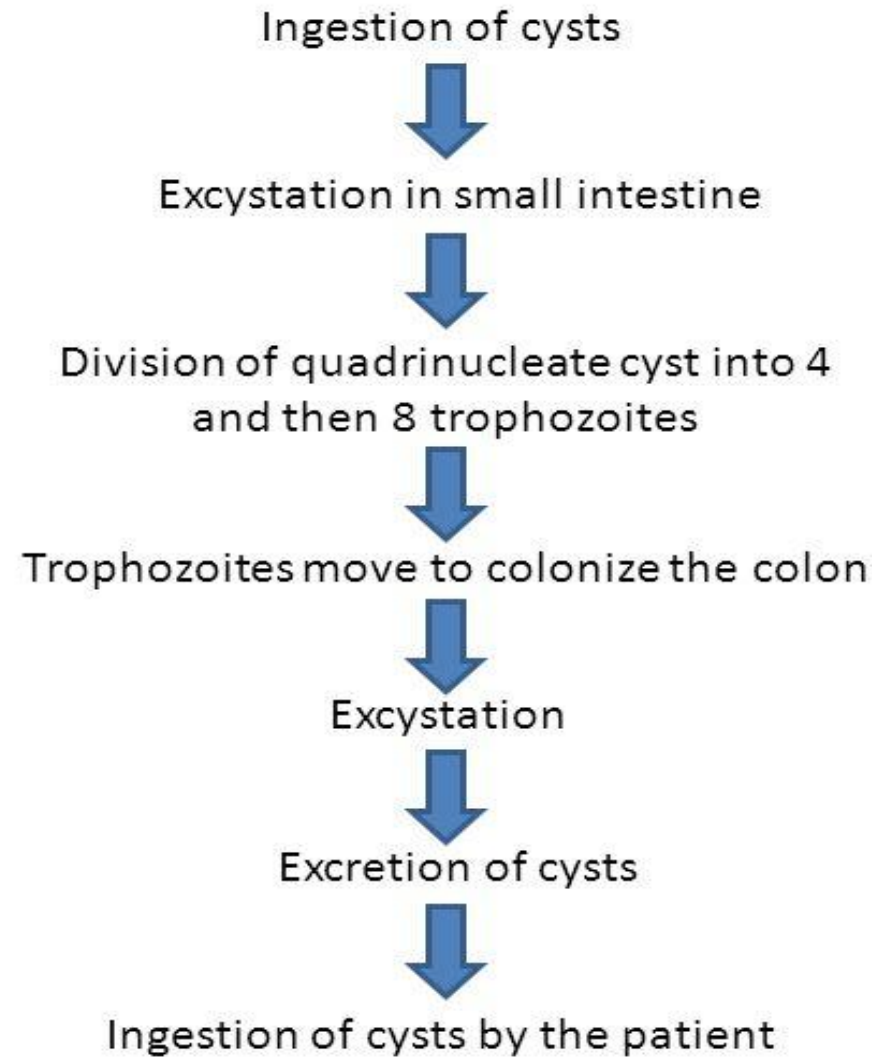 Ingestion of cysts
Excystation in small intestine
Division of quadrinucleate cyst into 4
and then 8 trophozoites
Trophozoites move to colonize the colon
Excystation
Excretion of cysts
Ingestion of cysts by the patient